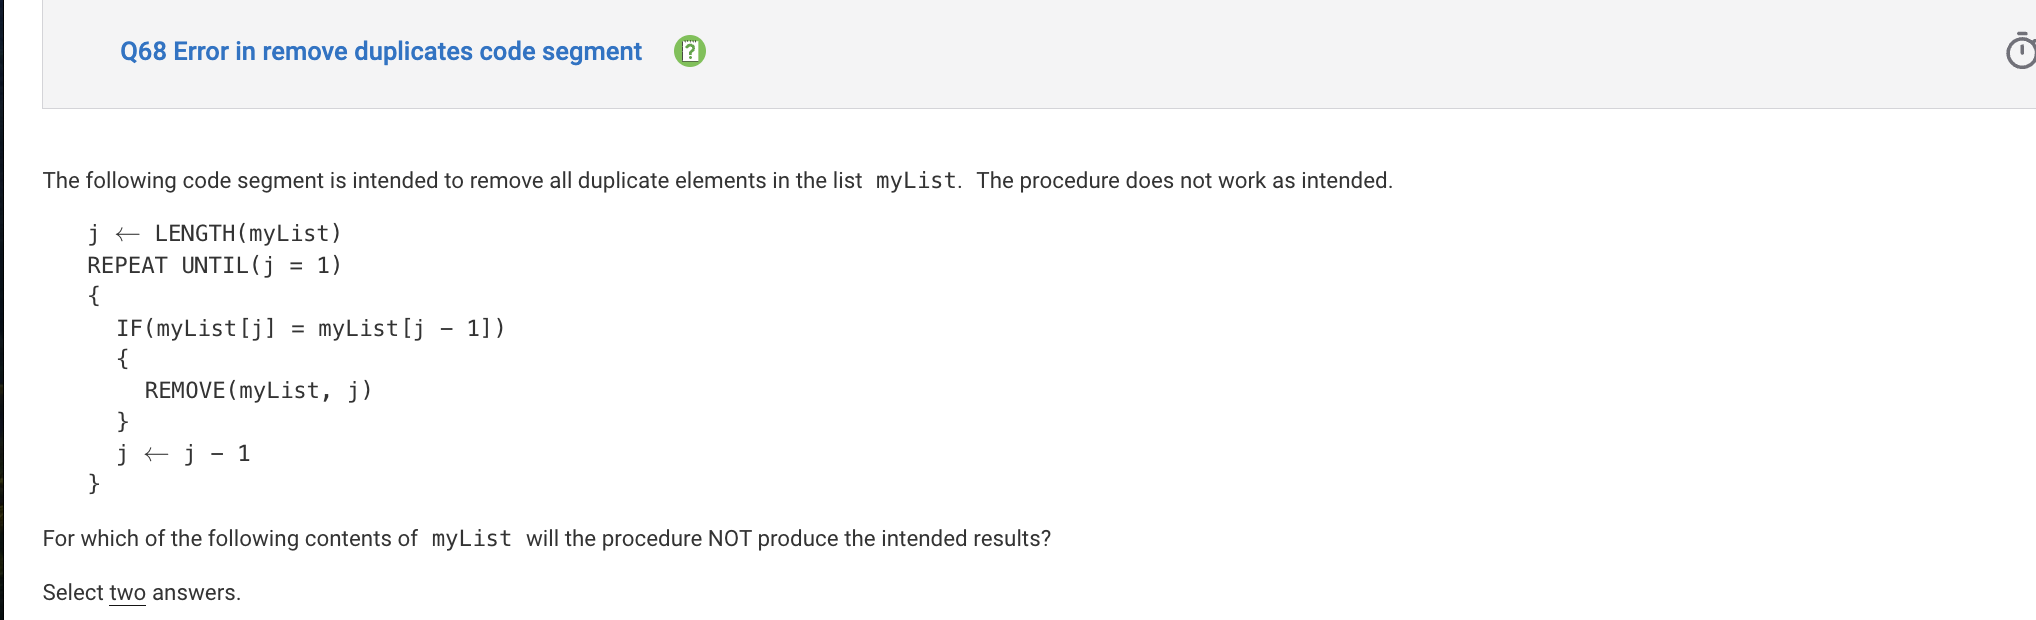 Q68 Error in remove duplicates code segment
The following code segment is intended to remove all duplicate elements in the list myList. The procedure does not work as intended.
j ← LENGTH(myList)
REPEAT UNTIL(j = 1)
{
IF(myList[j] = myList[j - 1])
{
REMOVE(myList, j)
}
j ← j - 1
}
For which of the following contents of myList will the procedure NOT produce the intended results?
Select two answers.